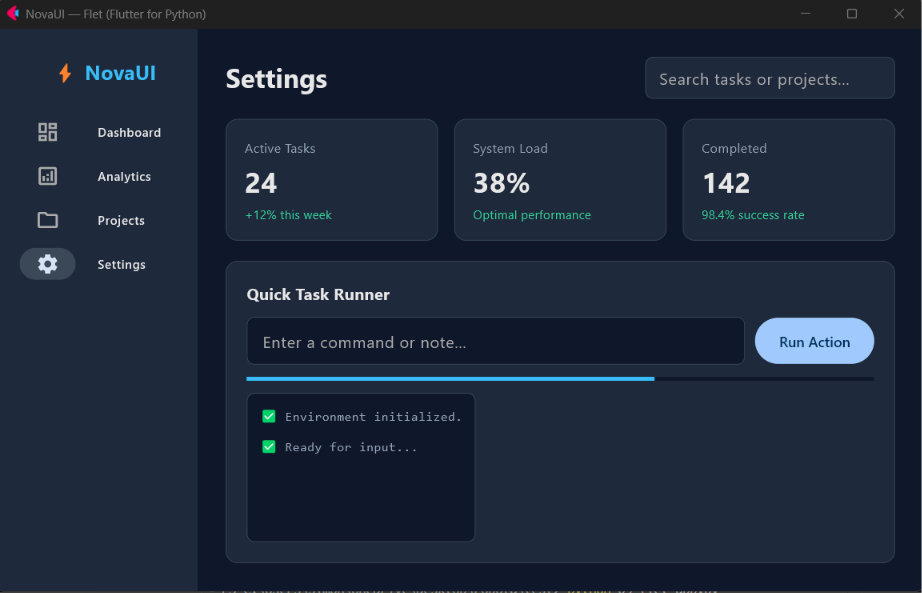 NovaUI — Flet (Flutter for Python)
NovaUI
Dashboard
Analytics
Projects
Settings
Settings
Search tasks or projects...
Active Tasks
24
+12% this week
System Load
38%
Optimal performance
Completed
142
98.4% success rate
Quick Task Runner
Enter a command or note...
Run Action
Environment initialized.
Ready for input...